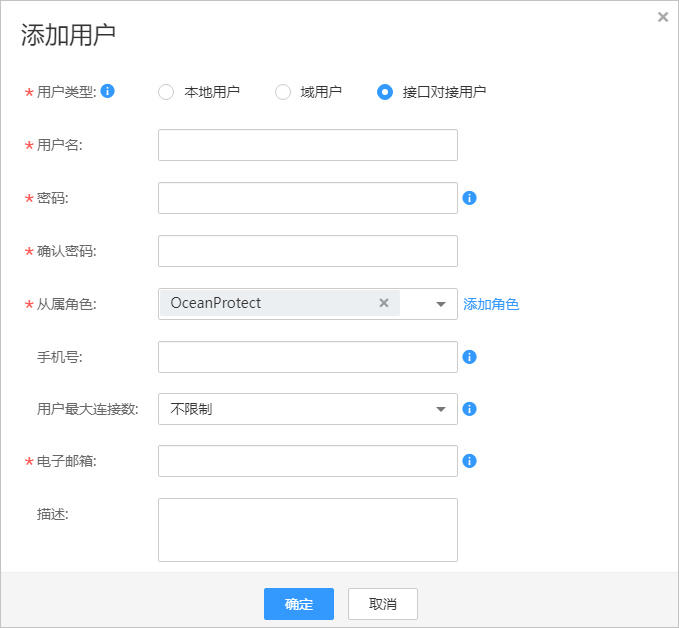 添加用户
* 用户类型: 本地用户 域用户 接口对接用户
* 用户名:
* 密码:
* 确认密码:
* 从属角色: OceanProtect 添加角色
手机号:
用户最大连接数: 不限制
* 电子邮箱:
描述:
确定 取消